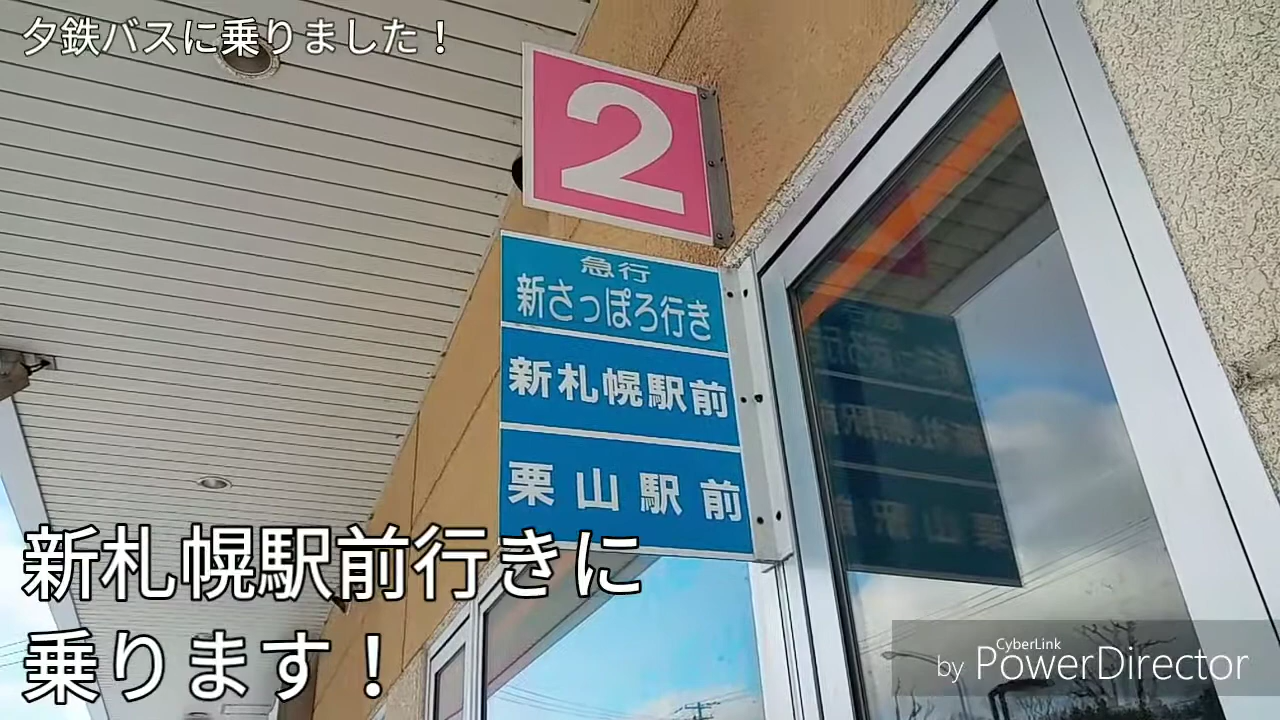 夕鉄バスに乗りました！
2
急行
新さっぽろ行き
新札幌駅前
栗山駅前
新札幌駅前行きに
乗ります！
CyberLink
by PowerDirector